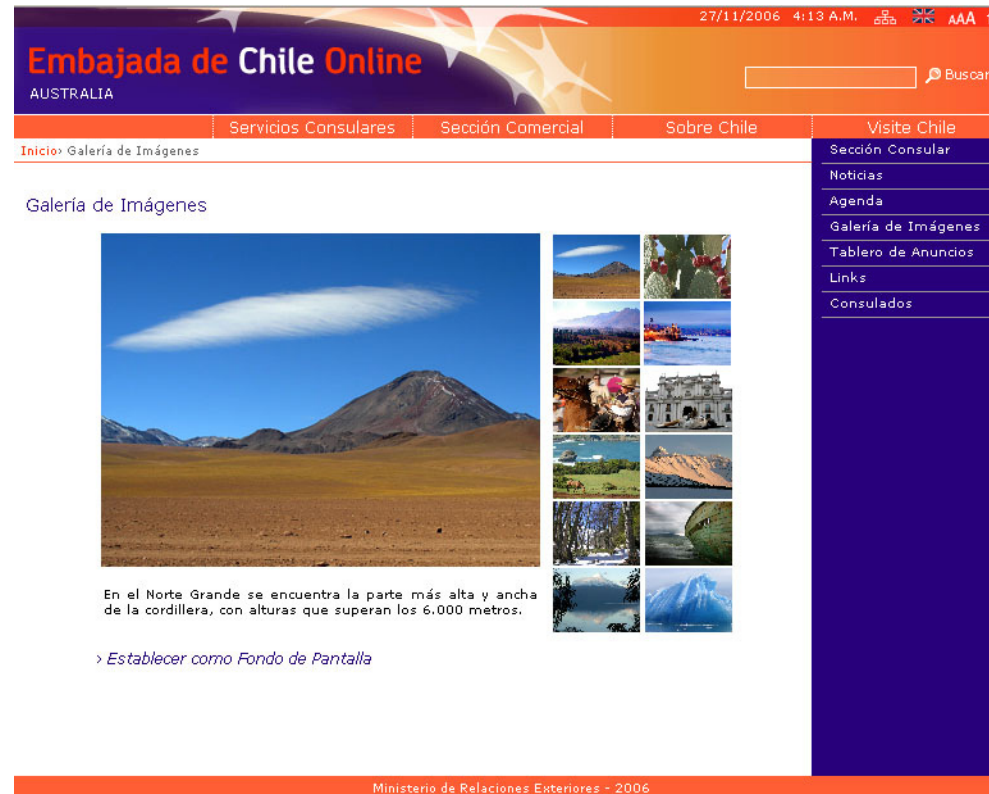 27/11/2006 4:13 A.M. AAA
Embajada de Chile Online
AUSTRALIA
Buscar
Servicios Consulares
Sección Comercial
Sobre Chile
Visite Chile
Inicio› Galería de Imágenes
Galería de Imágenes
En el Norte Grande se encuentra la parte más alta y ancha
de la cordillera, con alturas que superan los 6.000 metros.
› Establecer como Fondo de Pantalla
Sección Consular
Noticias
Agenda
Galería de Imágenes
Tablero de Anuncios
Links
Consulados
Ministerio de Relaciones Exteriores - 2006